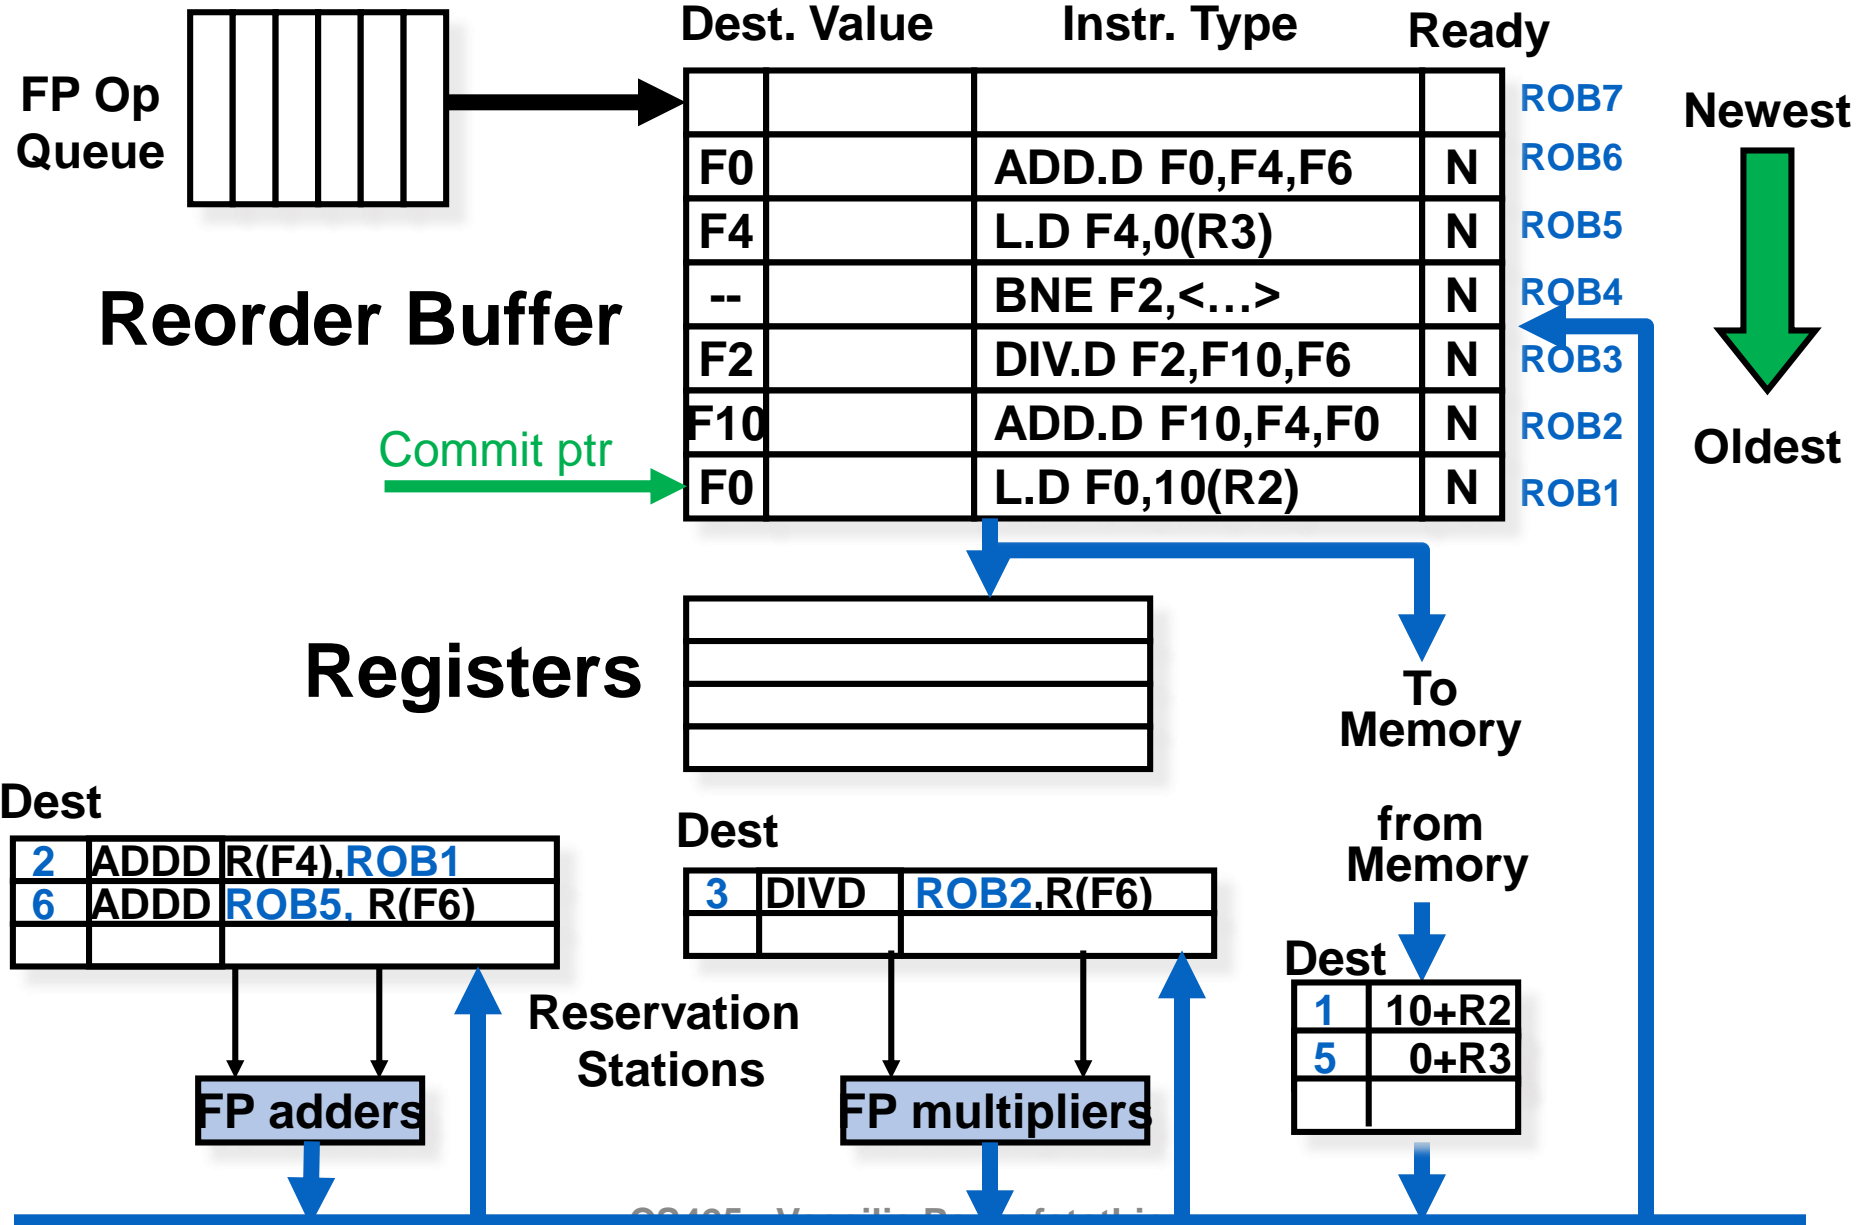 Dest. Value Instr. Type Ready
FP Op
Queue
ROB7
F0 ADD.D F0,F4,F6 N ROB6
F4 L.D F4,0(R3) N ROB5
-- BNE F2,<...> N ROB4
F2 DIV.D F2,F10,F6 N ROB3
F10 ADD.D F10,F4,F0 N ROB2
F0 L.D F0,10(R2) N ROB1
Newest
Oldest
Reorder Buffer
Commit ptr
Registers
To
Memory
Dest
2 ADDD R(F4),ROB1
6 ADDD ROB5, R(F6)
Dest
3 DIVD ROB2,R(F6)
from
Memory
Dest
1 10+R2
5 0+R3
Reservation
Stations
FP adders
FP multipliers